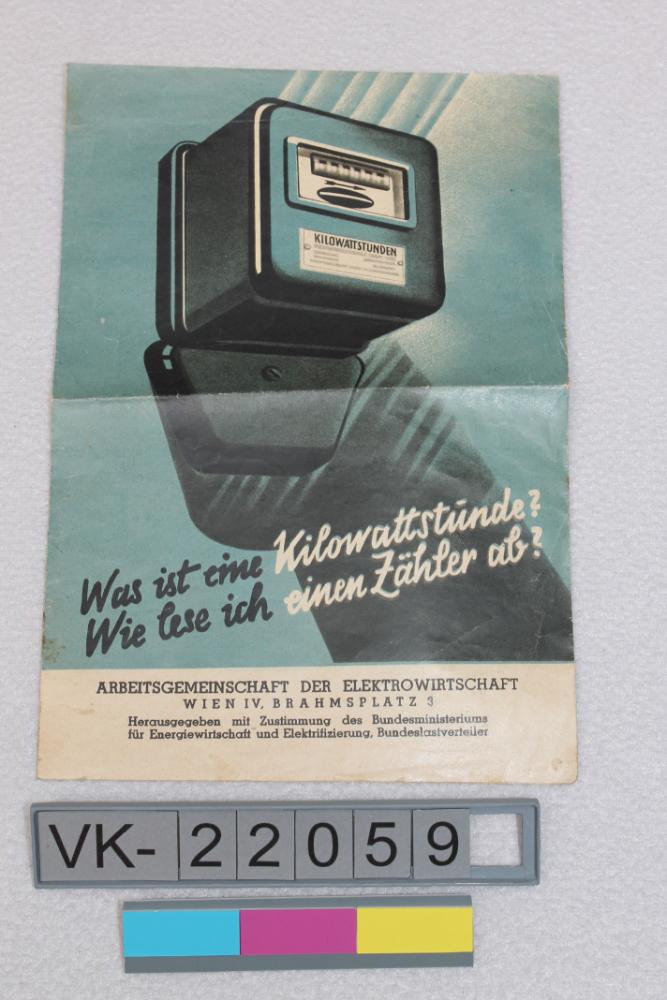 KILOWATTSTUNDEN
Was ist eine Kilowattstunde?
Wie lese ich einen Zähler ab?
ARBEITSGEMEINSCHAFT DER ELEKTROWIRTSCHAFT
WIEN IV, BRAHMSPLATZ 3
Herausgegeben mit Zustimmung des Bundesministeriums
für Energiewirtschaft und Elektrifizierung, Bundeslastverteiler
VK-22059